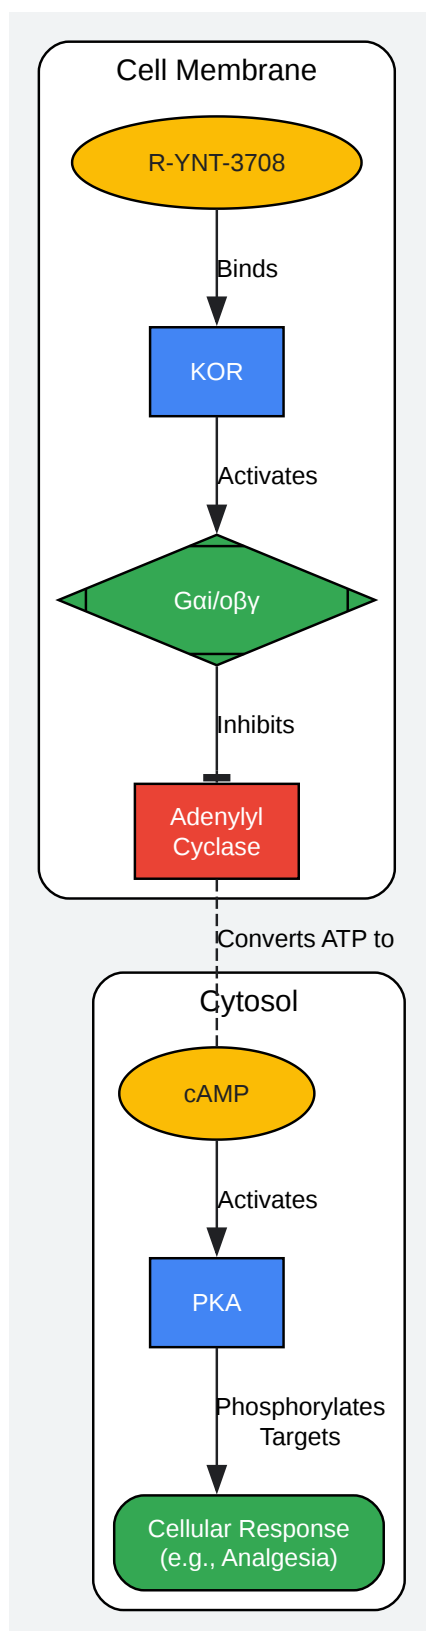 Cell Membrane
R-YNT-3708
Binds
KOR
Activates
Gαi/oβγ
Inhibits
Adenylyl
Cyclase
Converts ATP to
Cytosol
cAMP
Activates
PKA
Phosphorylates
Targets
Cellular Response
(e.g., Analgesia)